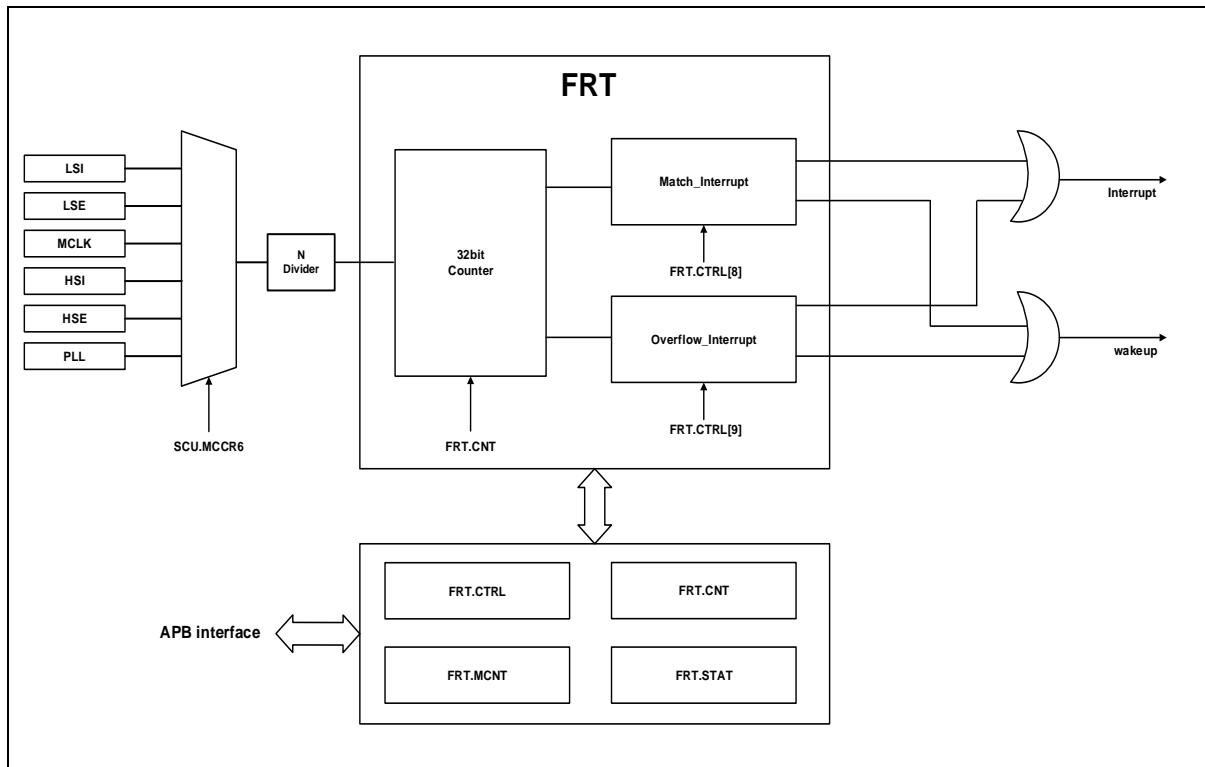 FRT
LSI
LSE
MCLK
HSI
HSE
PLL
SCU.MCCR6
N
Divider
32bit
Counter
FRT.CNT
Match_Interrupt
FRT.CTRL[8]
Overflow_Interrupt
FRT.CTRL[9]
Interrupt
wakeup
APB interface
FRT.CTRL
FRT.CNT
FRT.MCNT
FRT.STAT